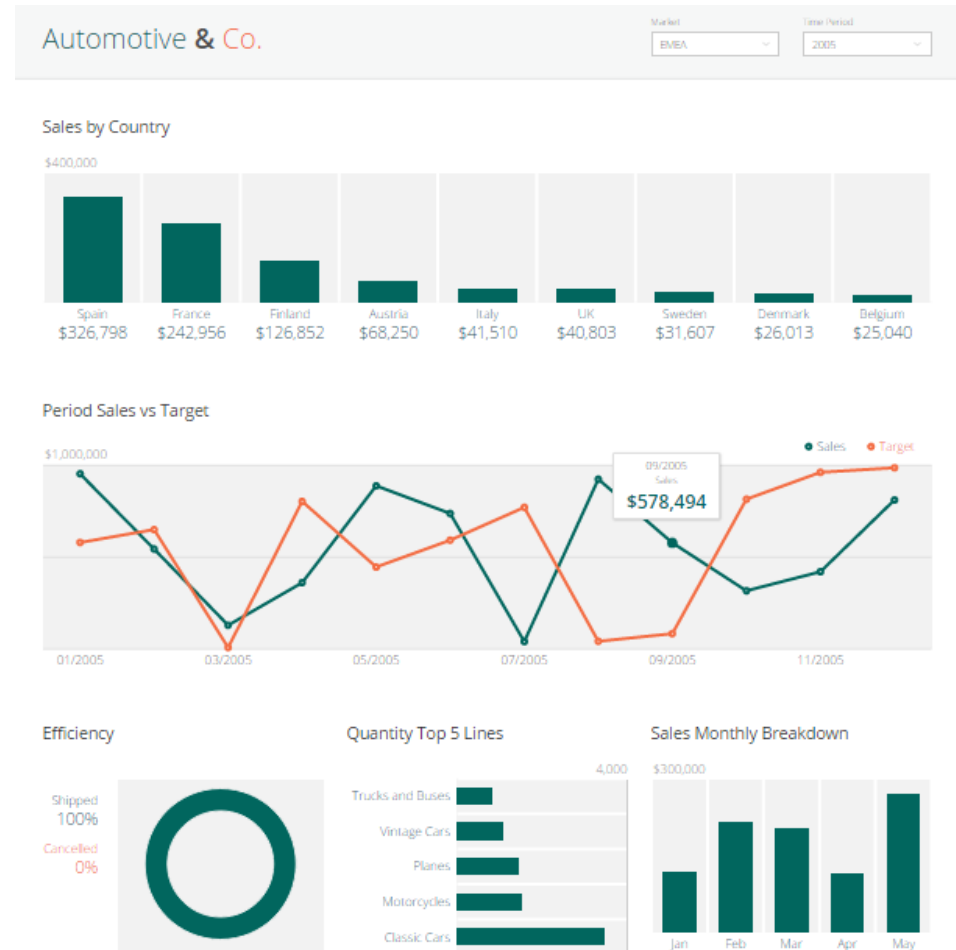 Automotive & Co.
Market
Time Period
EMEA
2005
Sales by Country
$400,000
Spain France Finland Austria Italy UK Sweden Denmark Belgium
$326,798 $242,956 $126,852 $68,250 $41,510 $40,803 $31,607 $26,013 $25,040
Period Sales vs Target
$1,000,000
Sales Target
09/2005
Sales
$578,494
01/2005 03/2005 05/2005 07/2005 09/2005 11/2005
Efficiency
Shipped
100%
Cancelled
0%
Quantity Top 5 Lines
4,000
Trucks and Buses
Vintage Cars
Planes
Motorcycles
Classic Cars
Sales Monthly Breakdown
$300,000
Jan Feb Mar Apr May